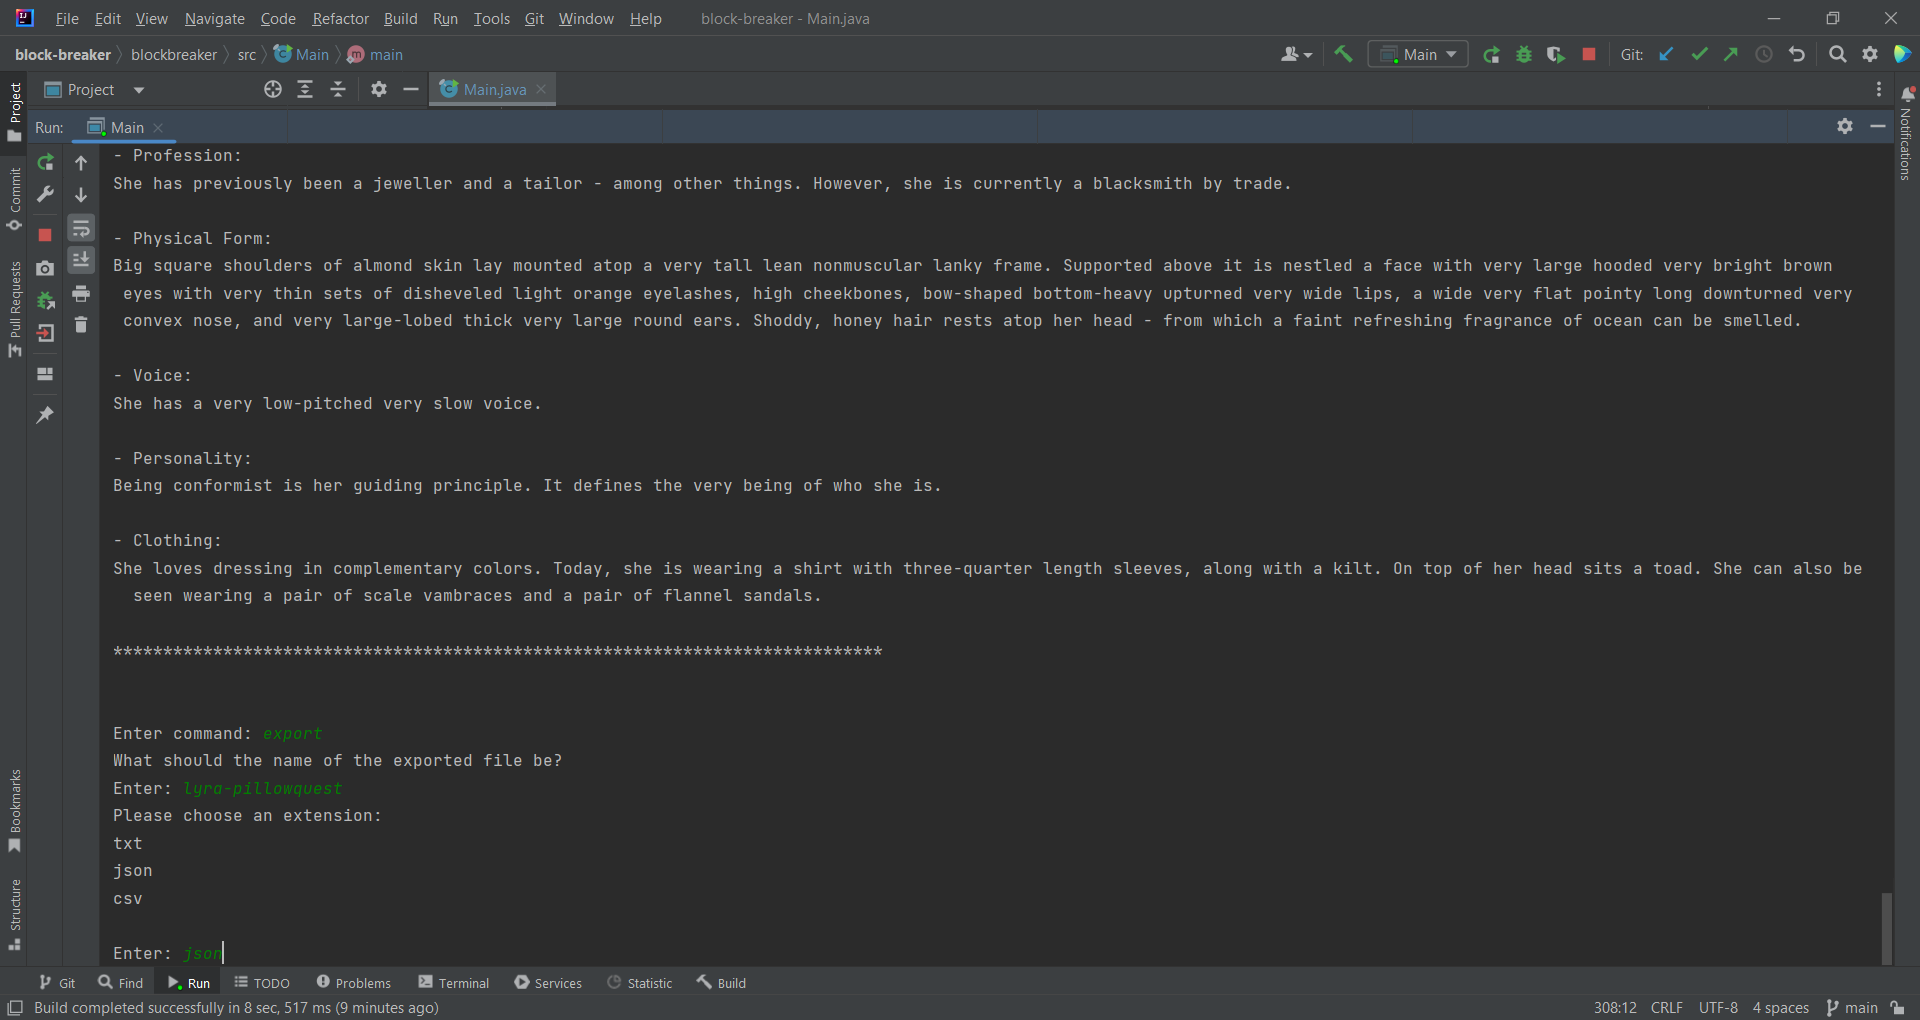 File Edit View Navigate Code Refactor Build Run Tools Git Window Help block-breaker - Main.java
block-breaker blockbreaker src Main main Main Git:
Project Main.java
Run: Main
- Profession:
She has previously been a jeweller and a tailor - among other things. However, she is currently a blacksmith by trade.
- Physical Form:
Big square shoulders of almond skin lay mounted atop a very tall lean nonmuscular lanky frame. Supported above it is nestled a face with very large hooded very bright brown
eyes with very thin sets of disheveled light orange eyelashes, high cheekbones, bow-shaped bottom-heavy upturned very wide lips, a wide very flat pointy long downturned very
convex nose, and very large-lobed thick very large round ears. Shoddy, honey hair rests atop her head - from which a faint refreshing fragrance of ocean can be smelled.
- Voice:
She has a very low-pitched very slow voice.
- Personality:
Being conformist is her guiding principle. It defines the very being of who she is.
- Clothing:
She loves dressing in complementary colors. Today, she is wearing a shirt with three-quarter length sleeves, along with a kilt. On top of her head sits a toad. She can also be
seen wearing a pair of scale vambraces and a pair of flannel sandals.
*****************************************************************************
Enter command: export
What should the name of the exported file be?
Enter: lyra-pillowquest
Please choose an extension:
txt
json
csv
Enter: json
Project
Commit
Pull Requests
Bookmarks
Structure
Notifications
Git Find Run TODO Problems Terminal Services Statistic Build
Build completed successfully in 8 sec, 517 ms (9 minutes ago) 308:12 CRLF UTF-8 4 spaces main